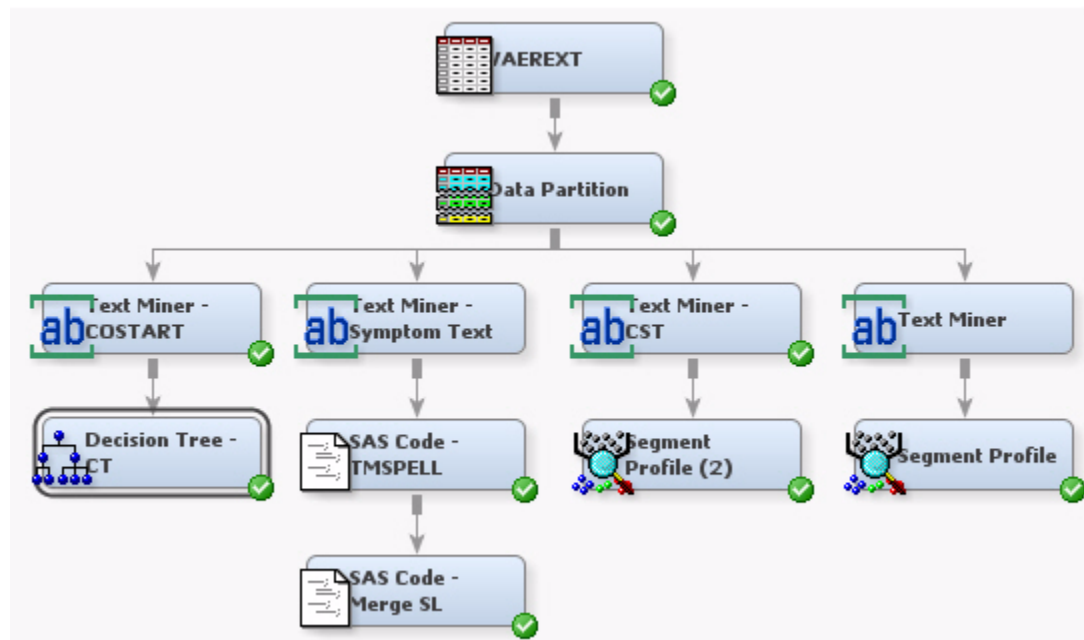 VAEREXT
Data Partition
Text Miner -
COSTART
Text Miner -
Symptom Text
Text Miner -
CST
Text Miner
Decision Tree -
CT
SAS Code -
TMSPELL
Segment
Profile (2)
Segment Profile
SAS Code -
Merge SL